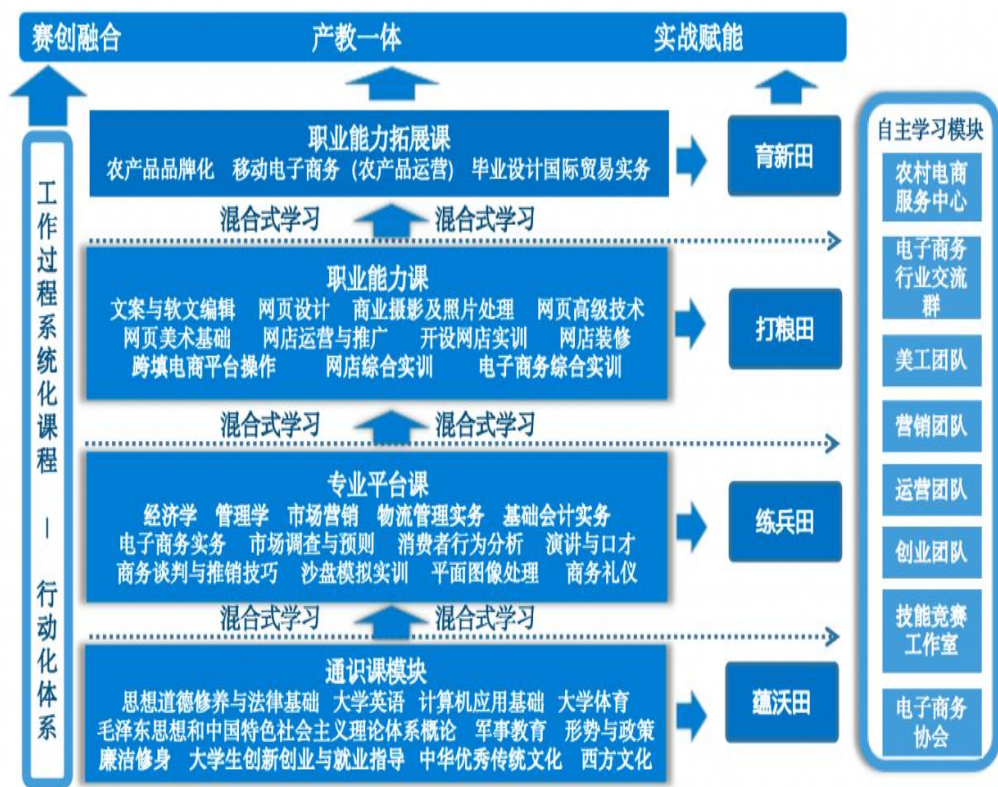 赛创融合 产教一体 实战赋能
工作过程系统化课程 — 行动化体系
职业能力拓展课
农产品品牌化 移动电子商务（农产品运营） 毕业设计国际贸易实务
育新田
混合式学习 混合式学习
职业能力课
文案与软文编辑 网页设计 商业摄影及照片处理 网页高级技术
网页美术基础 网店运营与推广 开设网店实训 网店装修
跨填电商平台操作 网店综合实训 电子商务综合实训
打粮田
混合式学习 混合式学习
专业平台课
经济学 管理学 市场营销 物流管理实务 基础会计实务
电子商务实务 市场调查与预则 消费者行为分析 演讲与口才
商务谈判与推销技巧 沙盘模拟实训 平面图像处理 商务礼仪
练兵田
混合式学习 混合式学习
通识课模块
思想道德修养与法律基础 大学英语 计算机应用基础 大学体育
毛泽东思想和中国特色社会主义理论体系概论 军事教育 形势与政策
廉洁修身 大学生创新创业与就业指导 中华优秀传统文化 西方文化
蕴沃田
自主学习模块
农村电商
服务中心
电子商务
行业交流
群
美工团队
营销团队
运营团队
创业团队
技能竞赛
工作室
电子商务
协会